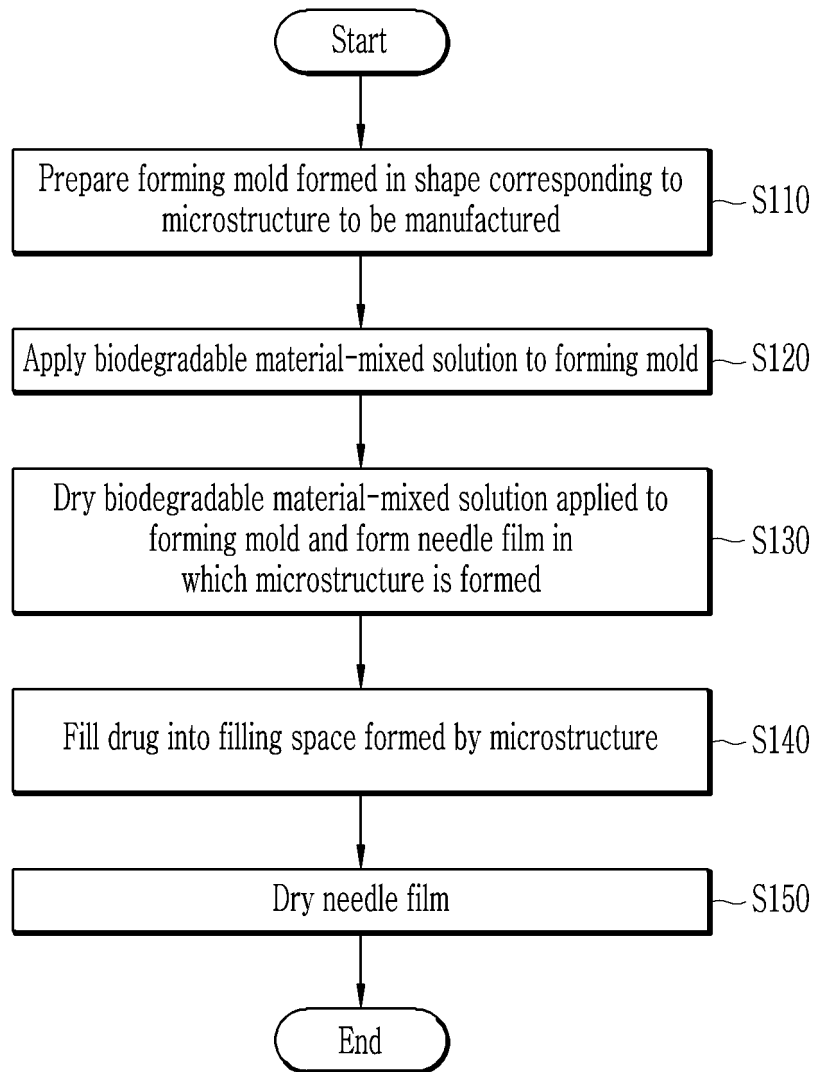 Start
Prepare forming mold formed in shape corresponding to
microstructure to be manufactured
S110
Apply biodegradable material-mixed solution to forming mold
S120
Dry biodegradable material-mixed solution applied to
forming mold and form needle film in
which microstructure is formed
S130
Fill drug into filling space formed by microstructure
S140
Dry needle film
S150
End